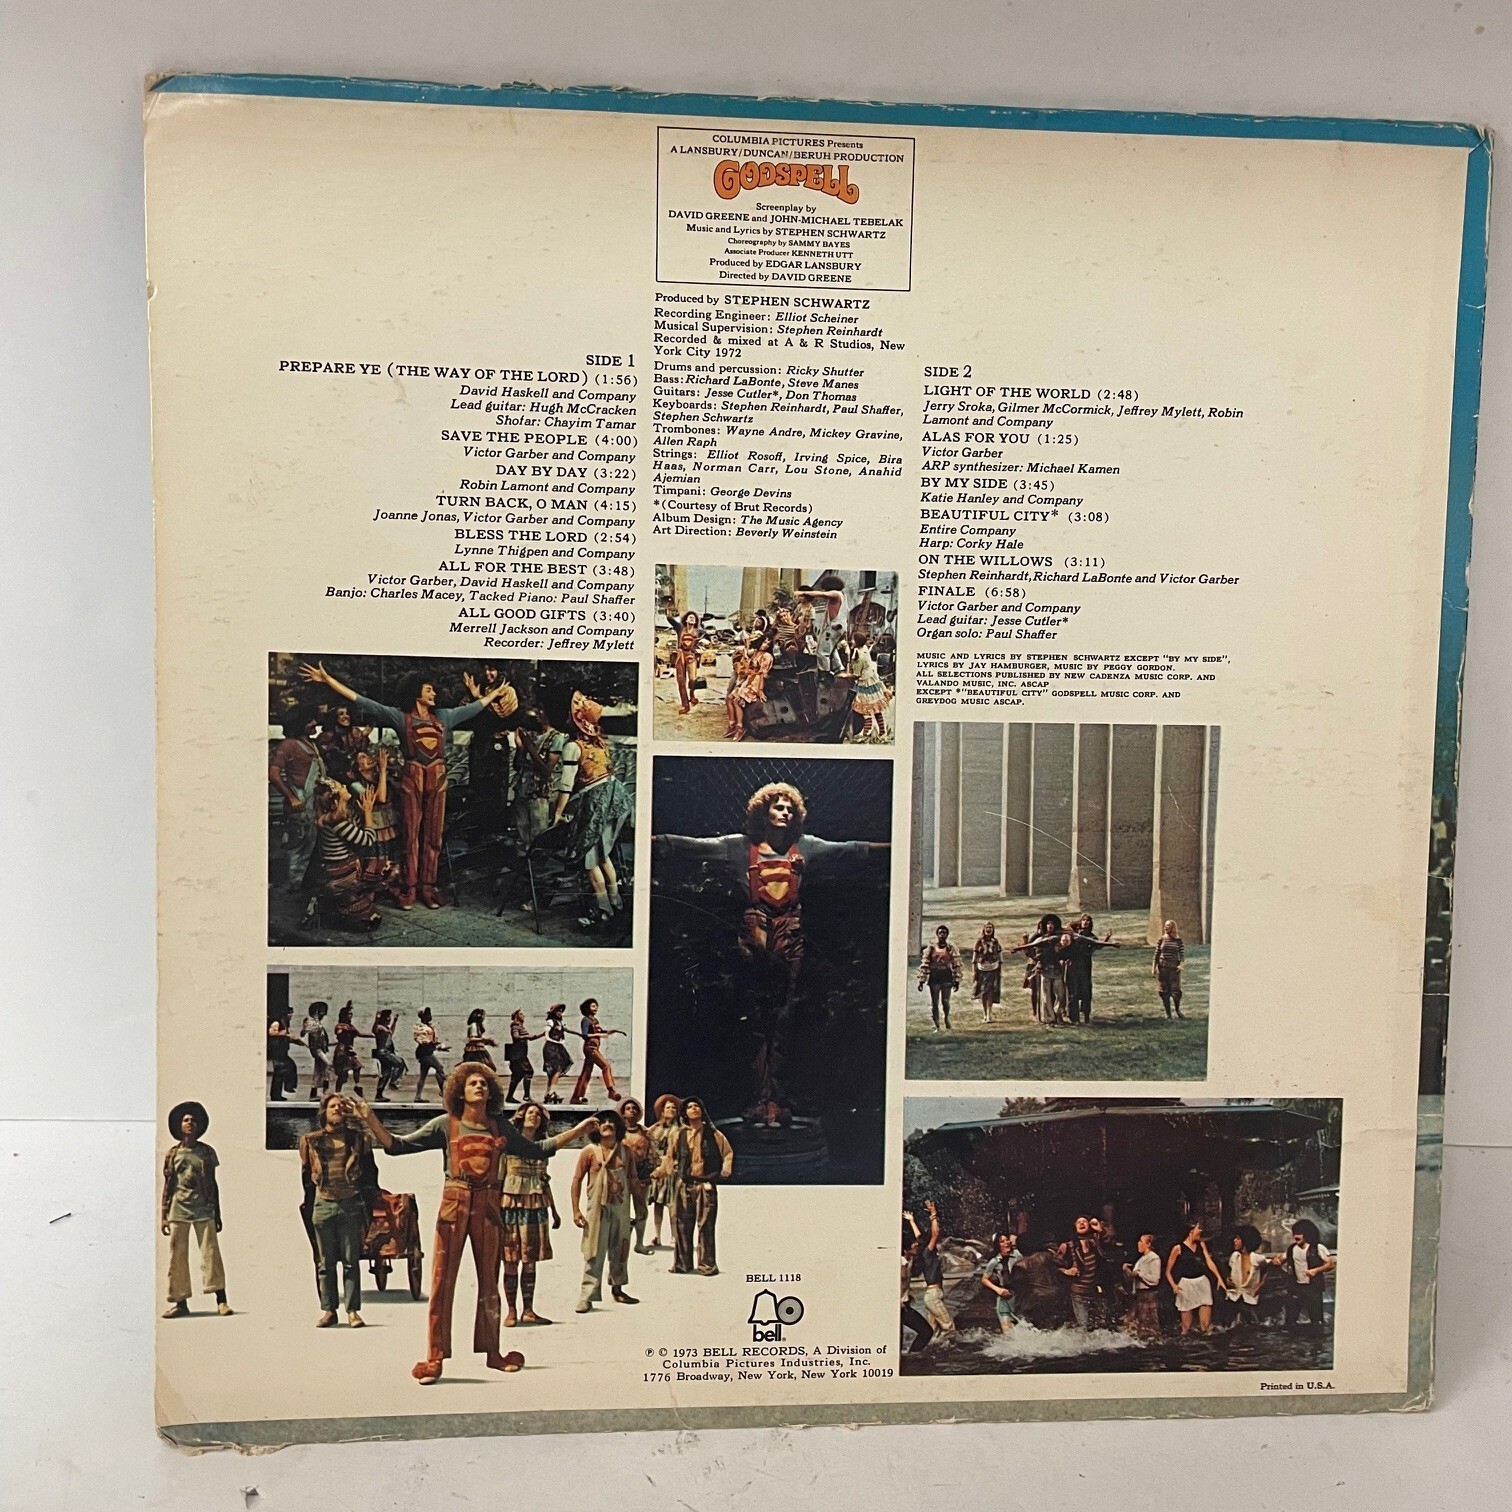 COLUMBIA PICTURES Presents
A LANSBURY/DUNCAN/BERUH PRODUCTION
GODSPELL
Screenplay by
DAVID GREENE and JOHN-MICHAEL TEBELAK
Music and Lyrics by STEPHEN SCHWARTZ
Choreography by SAMMY BAYES
Associate Producer KENNETH UTT
Produced by EDGAR LANSBURY
Directed by DAVID GREENE
Produced by STEPHEN SCHWARTZ
Recording Engineer: Elliot Scheiner
Musical Supervision: Stephen Reinhardt
Recorded & mixed at A & R Studios, New
York City 1972
Drums and percussion: Ricky Shutter
Bass: Richard LaBonte, Steve Manes
Guitars: Jesse Cutler*, Don Thomas
Keyboards: Stephen Reinhardt, Paul Shaffer,
Stephen Schwartz
Trombones: Wayne Andre, Mickey Gravine,
Allen Raph
Strings: Elliot Rosoff, Irving Spice, Bira
Haas, Norman Carr, Lou Stone, Anahid
Ajemian
Timpani: George Devins
*(Courtesy of Brut Records)
Album Design: The Music Agency
Art Direction: Beverly Weinstein
SIDE 1
PREPARE YE (THE WAY OF THE LORD) (1:56)
David Haskell and Company
Lead guitar: Hugh McCracken
Shofar: Chayim Tamar
SAVE THE PEOPLE (4:00)
Victor Garber and Company
DAY BY DAY (3:22)
Robin Lamont and Company
TURN BACK, O MAN (4:15)
Joanne Jonas, Victor Garber and Company
BLESS THE LORD (2:54)
Lynne Thigpen and Company
ALL FOR THE BEST (3:48)
Victor Garber, David Haskell and Company
Banjo: Charles Macey, Tacked Piano: Paul Shaffer
ALL GOOD GIFTS (3:40)
Merrell Jackson and Company
Recorder: Jeffrey Mylett
SIDE 2
LIGHT OF THE WORLD (2:48)
Jerry Sroka, Gilmer McCormick, Jeffrey Mylett, Robin
Lamont and Company
ALAS FOR YOU (1:25)
Victor Garber
ARP synthesizer: Michael Kamen
BY MY SIDE (3:45)
Katie Hanley and Company
BEAUTIFUL CITY* (3:08)
Entire Company
Harp: Corky Hale
ON THE WILLOWS (3:11)
Stephen Reinhardt, Richard LaBonte and Victor Garber
FINALE (6:58)
Victor Garber and Company
Lead guitar: Jesse Cutler*
Organ solo: Paul Shaffer
MUSIC AND LYRICS BY STEPHEN SCHWARTZ EXCEPT "BY MY SIDE",
LYRICS BY JAY HAMBURGER, MUSIC BY PEGGY GORDON.
ALL SELECTIONS PUBLISHED BY NEW CADENZA MUSIC CORP. AND
VALANDO MUSIC, INC. ASCAP
EXCEPT *"BEAUTIFUL CITY" GODSPELL MUSIC CORP. AND
GREYDOG MUSIC ASCAP.
BELL 1118
bell®
℗ © 1973 BELL RECORDS, A Division of
Columbia Pictures Industries, Inc.
1776 Broadway, New York, New York 10019
Printed in U.S.A.